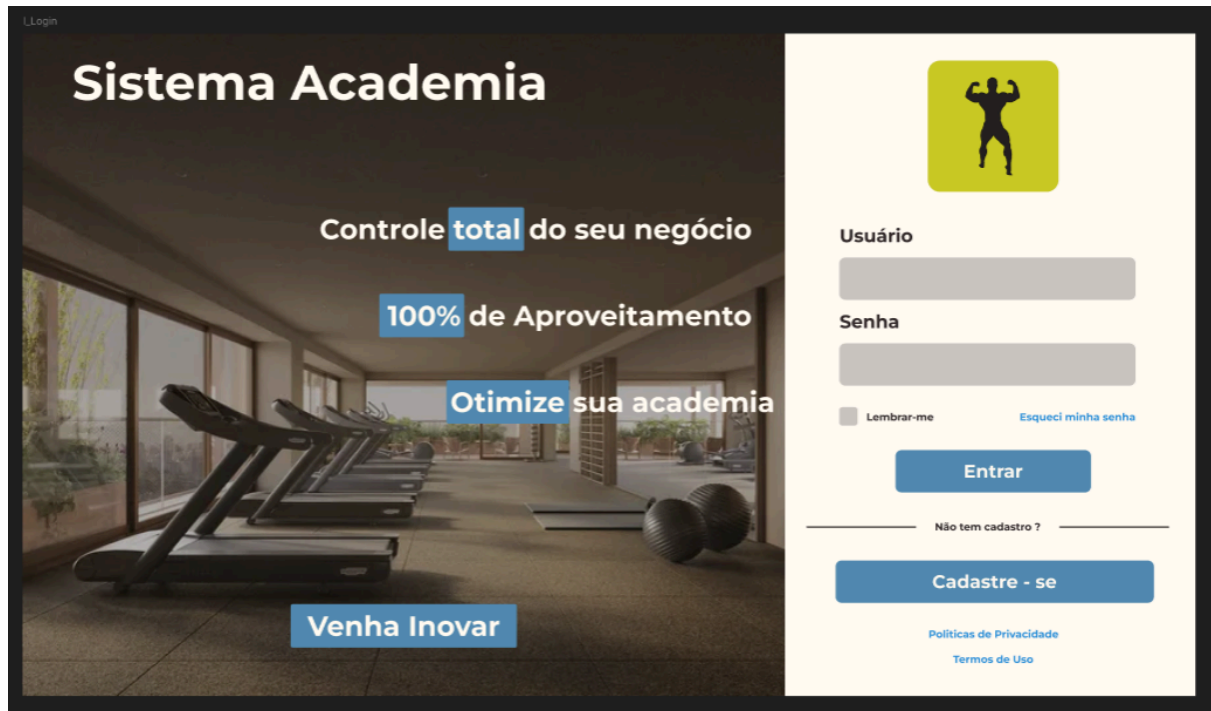 I_Login
Sistema Academia
Controle total do seu negócio
100% de Aproveitamento
Otimize sua academia
Venha Inovar
Usuário
Senha
Lembrar-me
Esqueci minha senha
Entrar
Não tem cadastro ?
Cadastre - se
Politicas de Privacidade
Termos de Uso